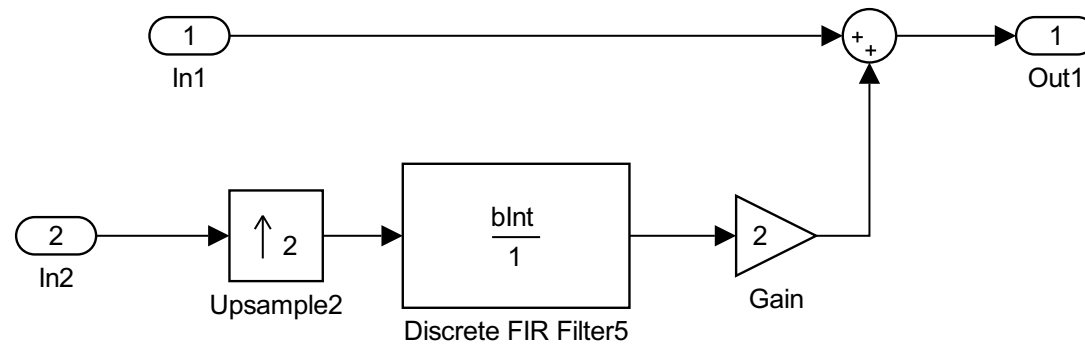 1
In1
+
+
1
Out1
2
In2
↑ 2
Upsample2
bInt
1
Discrete FIR Filter5
2
Gain